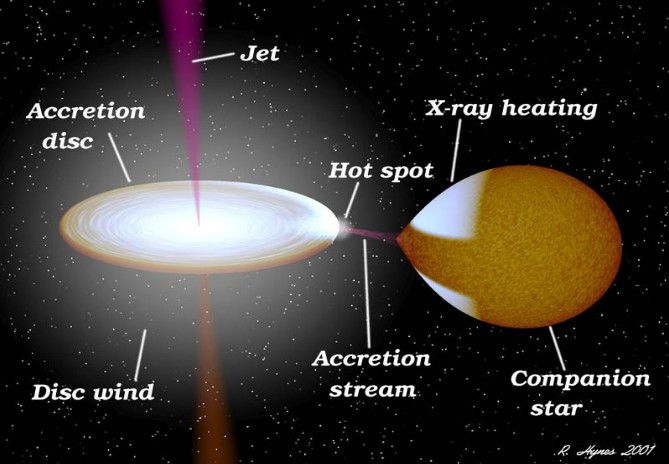 Jet
Accretion
disc
X-ray heating
Hot spot
Accretion
stream
Disc wind
Companion
star
R. Hynes 2001